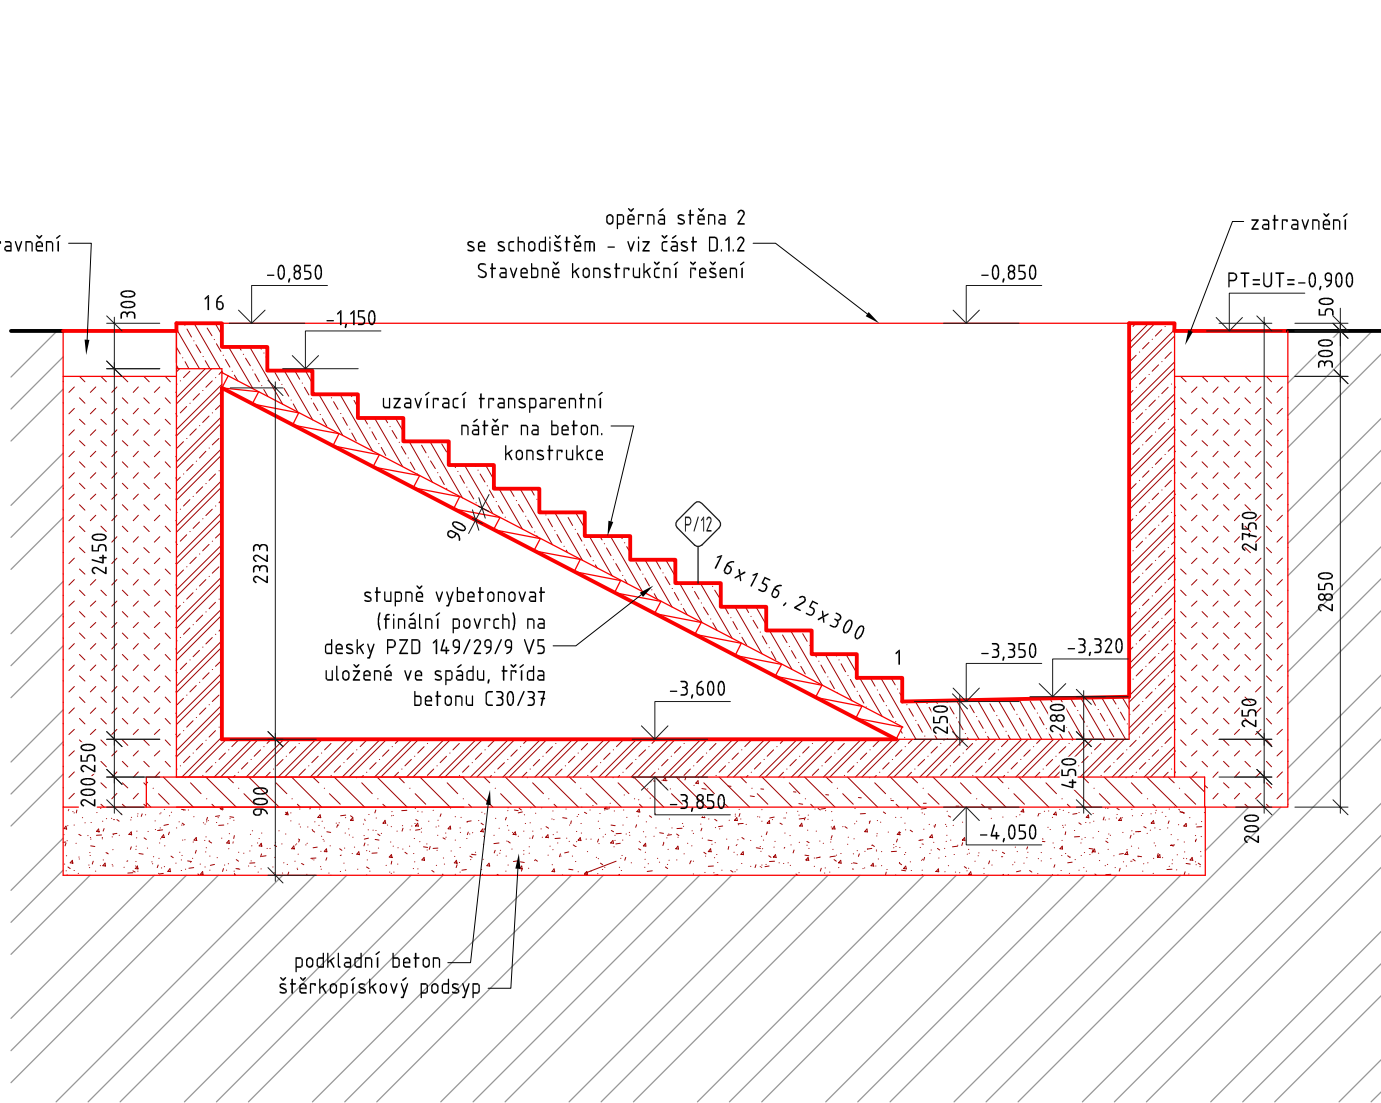 opěrná stěna 2
se schodištěm - viz část D.1.2
Stavebně konstrukční řešení
zatravnění
avnění
-0,850
-0,850
PT=UT=-0,900
300
16
-1,150
50
300
uzavírací transparentní
nátěr na beton.
konstrukce
90
P/12
16x156, 25x300
2450
2323
2750
2850
stupně vybetonovat
(finální povrch) na
desky PZD 149/29/9 V5
uložené ve spádu, třída
betonu C30/37
1
-3,350
-3,320
-3,600
250
280
250
250
200
900
450
-3,850
-4,050
200
podkladní beton
štěrkopískový podsyp